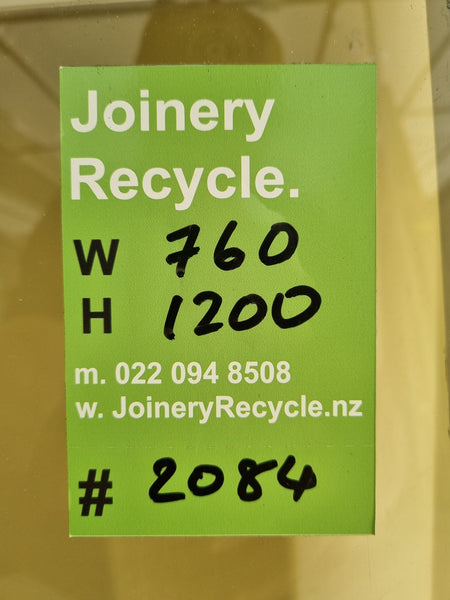 Joinery
Recycle.
W 760
H 1200
m. 022 094 8508
w. JoineryRecycle.nz
# 2084